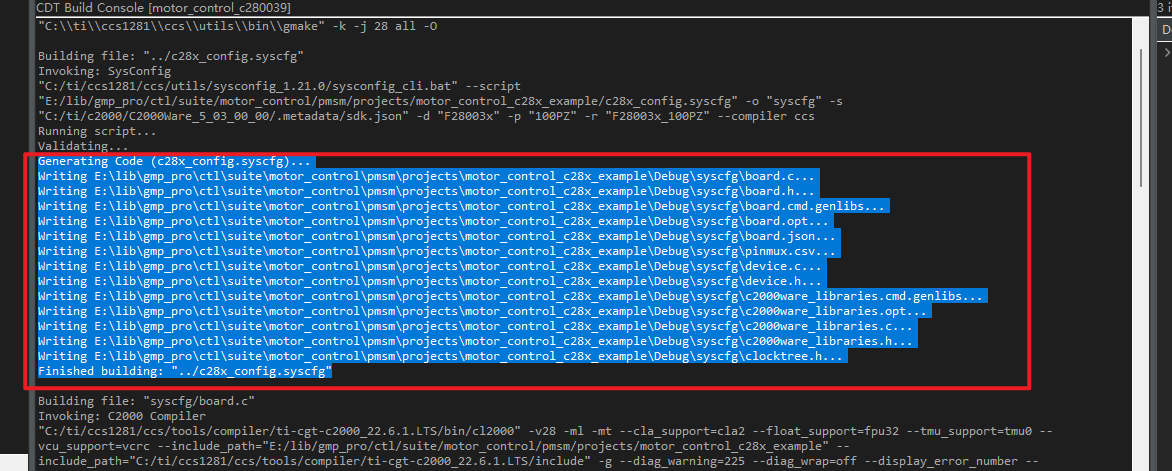 CDT Build Console [motor_control_c280039]
"C:\\ti\\ccs1281\\ccs\\utils\\bin\\gmake" -k -j 28 all -O
Building file: "../c28x_config.syscfg"
Invoking: SysConfig
"C:/ti/ccs1281/ccs/utils/sysconfig_1.21.0/sysconfig_cli.bat" --script
"E:/lib/gmp_pro/ctl/suite/motor_control/pmsm/projects/motor_control_c28x_example/c28x_config.syscfg" -o "syscfg" -s
"C:/ti/c2000/C2000Ware_5_03_00_00/.metadata/sdk.json" -d "F28003x" -p "100PZ" -r "F28003x_100PZ" --compiler ccs
Running script...
Validating...
Generating Code (c28x_config.syscfg)...
Writing E:\lib\gmp_pro\ctl\suite\motor_control\pmsm\projects\motor_control_c28x_example\Debug\syscfg\board.c...
Writing E:\lib\gmp_pro\ctl\suite\motor_control\pmsm\projects\motor_control_c28x_example\Debug\syscfg\board.h...
Writing E:\lib\gmp_pro\ctl\suite\motor_control\pmsm\projects\motor_control_c28x_example\Debug\syscfg\board.cmd.genlibs...
Writing E:\lib\gmp_pro\ctl\suite\motor_control\pmsm\projects\motor_control_c28x_example\Debug\syscfg\board.opt...
Writing E:\lib\gmp_pro\ctl\suite\motor_control\pmsm\projects\motor_control_c28x_example\Debug\syscfg\board.json...
Writing E:\lib\gmp_pro\ctl\suite\motor_control\pmsm\projects\motor_control_c28x_example\Debug\syscfg\pinmux.csv...
Writing E:\lib\gmp_pro\ctl\suite\motor_control\pmsm\projects\motor_control_c28x_example\Debug\syscfg\device.c...
Writing E:\lib\gmp_pro\ctl\suite\motor_control\pmsm\projects\motor_control_c28x_example\Debug\syscfg\device.h...
Writing E:\lib\gmp_pro\ctl\suite\motor_control\pmsm\projects\motor_control_c28x_example\Debug\syscfg\c2000ware_libraries.cmd.genlibs...
Writing E:\lib\gmp_pro\ctl\suite\motor_control\pmsm\projects\motor_control_c28x_example\Debug\syscfg\c2000ware_libraries.opt...
Writing E:\lib\gmp_pro\ctl\suite\motor_control\pmsm\projects\motor_control_c28x_example\Debug\syscfg\c2000ware_libraries.c...
Writing E:\lib\gmp_pro\ctl\suite\motor_control\pmsm\projects\motor_control_c28x_example\Debug\syscfg\c2000ware_libraries.h...
Writing E:\lib\gmp_pro\ctl\suite\motor_control\pmsm\projects\motor_control_c28x_example\Debug\syscfg\clocktree.h...
Finished building: "../c28x_config.syscfg"
Building file: "syscfg/board.c"
Invoking: C2000 Compiler
"C:/ti/ccs1281/ccs/tools/compiler/ti-cgt-c2000_22.6.1.LTS/bin/cl2000" -v28 -ml -mt --cla_support=cla2 --float_support=fpu32 --tmu_support=tmu0 --
vcu_support=vcrc --include_path="E:/lib/gmp_pro/ctl/suite/motor_control/pmsm/projects/motor_control_c28x_example" --
include_path="C:/ti/ccs1281/ccs/tools/compiler/ti-cgt-c2000_22.6.1.LTS/include" -g --diag_warning=225 --diag_wrap=off --display_error_number --
3 i
D